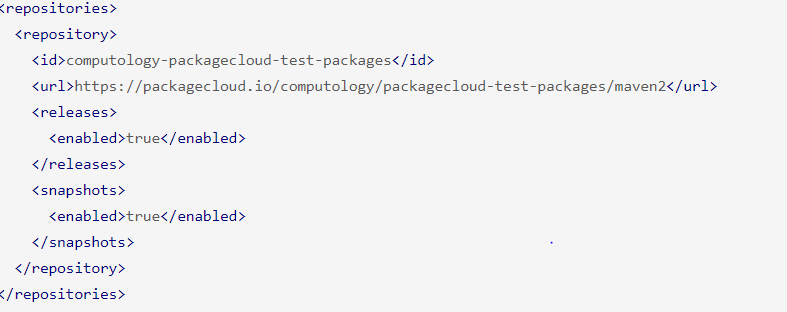 <repositories>
<repository>
<id>computology-packagecloud-test-packages</id>
<url>https://packagecloud.io/computology/packagecloud-test-packages/maven2</url>
<releases>
<enabled>true</enabled>
</releases>
<snapshots>
<enabled>true</enabled>
</snapshots>
</repository>
</repositories>